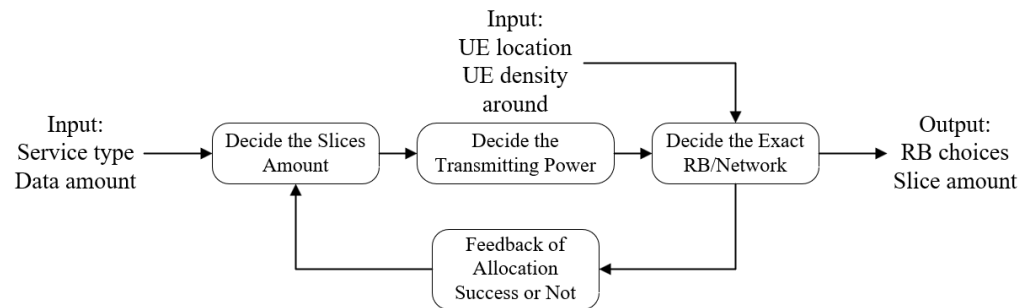 Input:
UE location
UE density
around
Input:
Service type
Data amount
Decide the Slices
Amount
Decide the
Transmitting Power
Decide the Exact
RB/Network
Output:
RB choices
Slice amount
Feedback of
Allocation
Success or Not